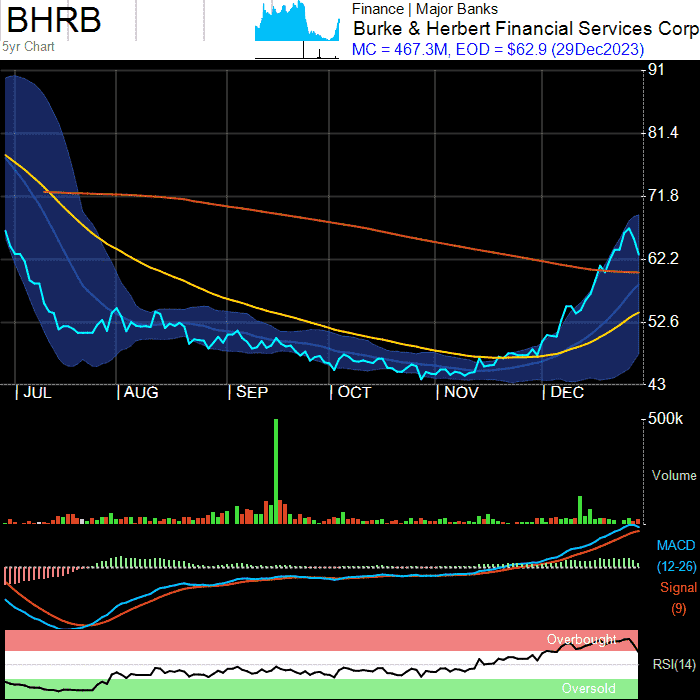 BHRB
5yr Chart
Finance | Major Banks
Burke & Herbert Financial Services Corp
MC = 467.3M, EOD = $62.9 (29Dec2023)
91
81.4
71.8
62.2
52.6
43
| JUL | AUG | SEP | OCT | NOV | DEC
500k
Volume
MACD
(12-26)
Signal
(9)
Overbought
RSI(14)
Oversold